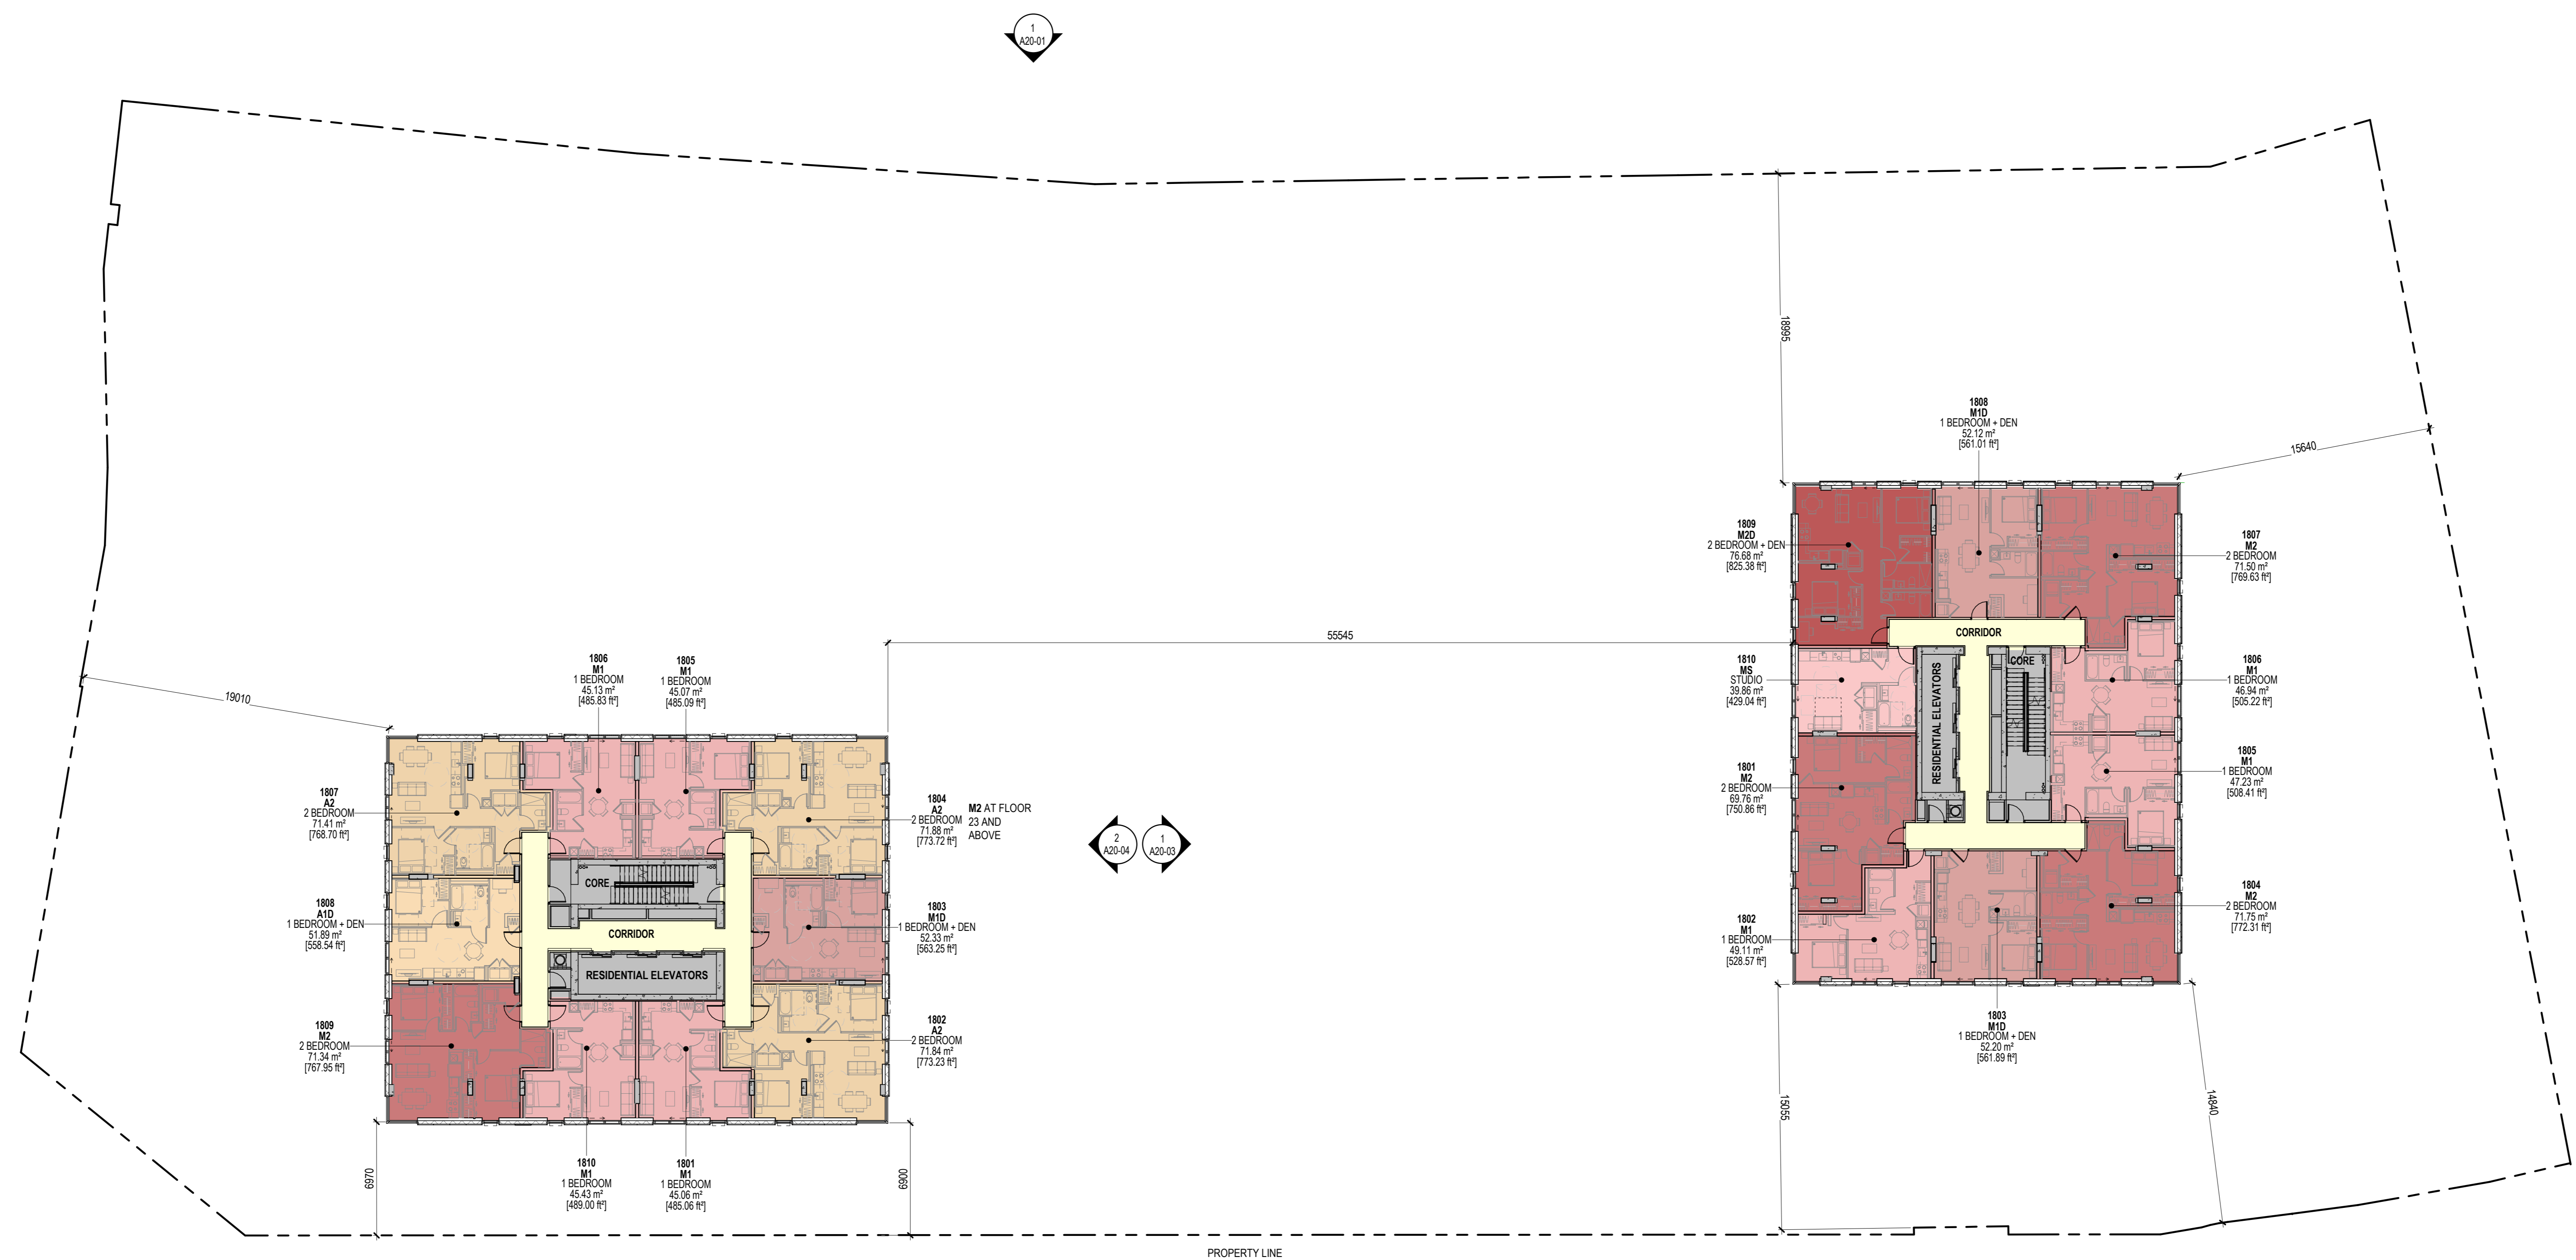 1
A20-01
18995
1808
M1D
1 BEDROOM + DEN
52.12 m²
[561.01 ft²]
15640
1809
M2D
2 BEDROOM + DEN
76.68 m²
[825.38 ft²]
1807
M2
2 BEDROOM
71.50 m²
[769.63 ft²]
CORRIDOR
55545
1806
M1
1 BEDROOM
45.13 m²
[485.83 ft²]
1805
M1
1 BEDROOM
45.07 m²
[485.09 ft²]
1810
MS
STUDIO
39.86 m²
[429.04 ft²]
RESIDENTIAL ELEVATORS
CORE
1806
M1
1 BEDROOM
46.94 m²
[505.22 ft²]
19010
1807
A2
2 BEDROOM
71.41 m²
[768.70 ft²]
1804
A2
2 BEDROOM
71.88 m²
[773.72 ft²]
M2 AT FLOOR
23 AND
ABOVE
2
A20-04
1
A20-03
1801
M2
2 BEDROOM
69.76 m²
[750.86 ft²]
1805
M1
1 BEDROOM
47.23 m²
[508.41 ft²]
CORE
1808
A1D
1 BEDROOM + DEN
51.89 m²
[558.54 ft²]
1803
M1D
1 BEDROOM + DEN
52.33 m²
[563.25 ft²]
CORRIDOR
RESIDENTIAL ELEVATORS
1802
M1
1 BEDROOM
49.11 m²
[528.57 ft²]
1804
M2
2 BEDROOM
71.75 m²
[772.31 ft²]
1809
M2
2 BEDROOM
71.34 m²
[767.95 ft²]
1802
A2
2 BEDROOM
71.84 m²
[773.23 ft²]
1803
M1D
1 BEDROOM + DEN
52.20 m²
[561.89 ft²]
15055
14840
6970
6900
1810
M1
1 BEDROOM
45.43 m²
[489.00 ft²]
1801
M1
1 BEDROOM
45.06 m²
[485.06 ft²]
PROPERTY LINE